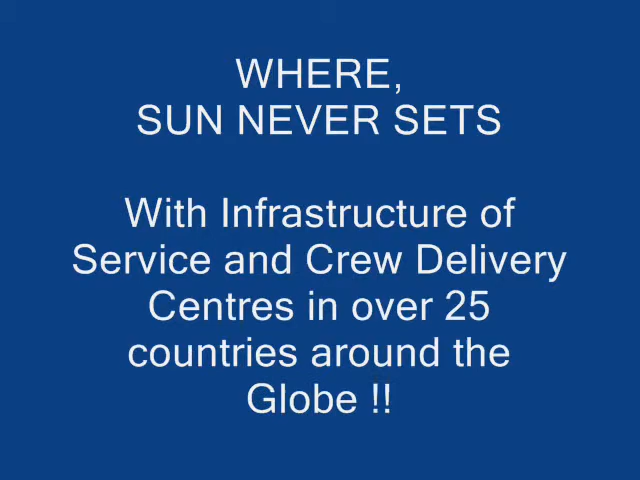 WHERE,
SUN NEVER SETS
With Infrastructure of
Service and Crew Delivery
Centres in over 25
countries around the
Globe !!